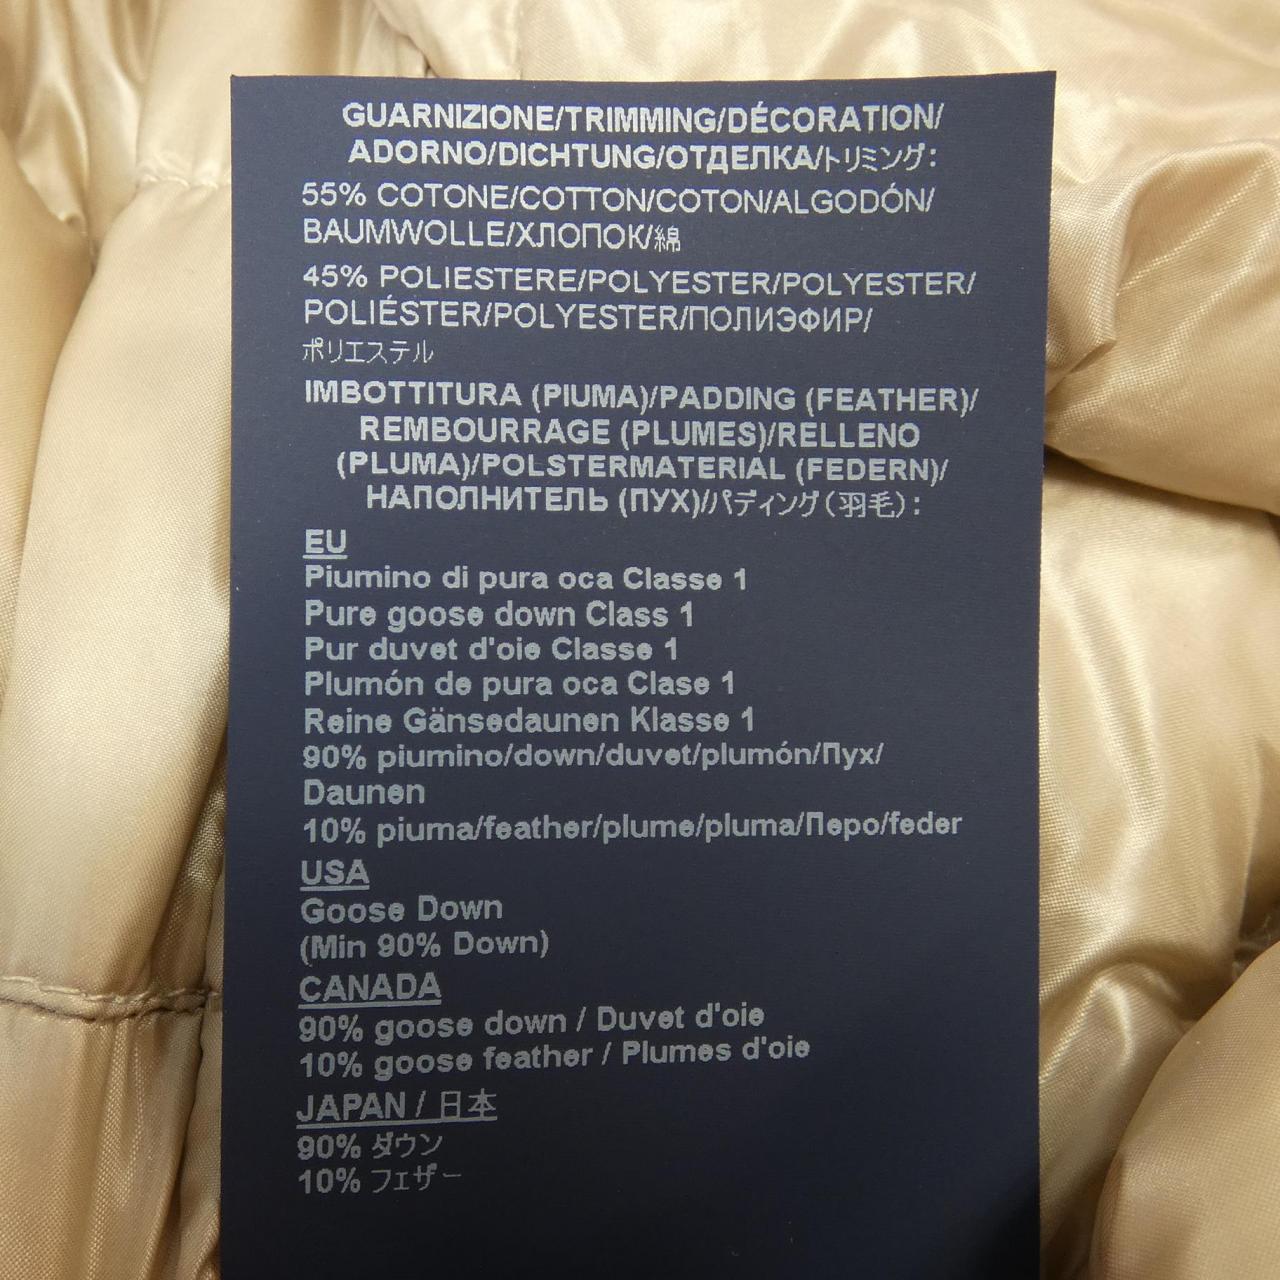 GUARNIZIONE/TRIMMING/DÉCORATION/
ADORNO/DICHTUNG/ОТДЕЛКА/トリミング:
55% COTONE/COTTON/COTON/ALGODÓN/
BAUMWOLLE/ХЛОПОК/綿
45% POLIESTERE/POLYESTER/POLYESTER/
POLIÉSTER/POLYESTER/ПОЛИЭФИР/
ポリエステル
IMBOTTITURA (PIUMA)/PADDING (FEATHER)/
REMBOURRAGE (PLUMES)/RELLENO
(PLUMA)/POLSTERMATERIAL (FEDERN)/
НАПОЛНИТЕЛЬ (ПУХ)/パディング(羽毛):
EU
Piumino di pura oca Classe 1
Pure goose down Class 1
Pur duvet d'oie Classe 1
Plumón de pura oca Clase 1
Reine Gänsedaunen Klasse 1
90% piumino/down/duvet/plumón/Пух/
Daunen
10% piuma/feather/plume/pluma/Перо/feder
USA
Goose Down
(Min 90% Down)
CANADA
90% goose down / Duvet d'oie
10% goose feather / Plumes d'oie
JAPAN / 日本
90% ダウン
10% フェザー